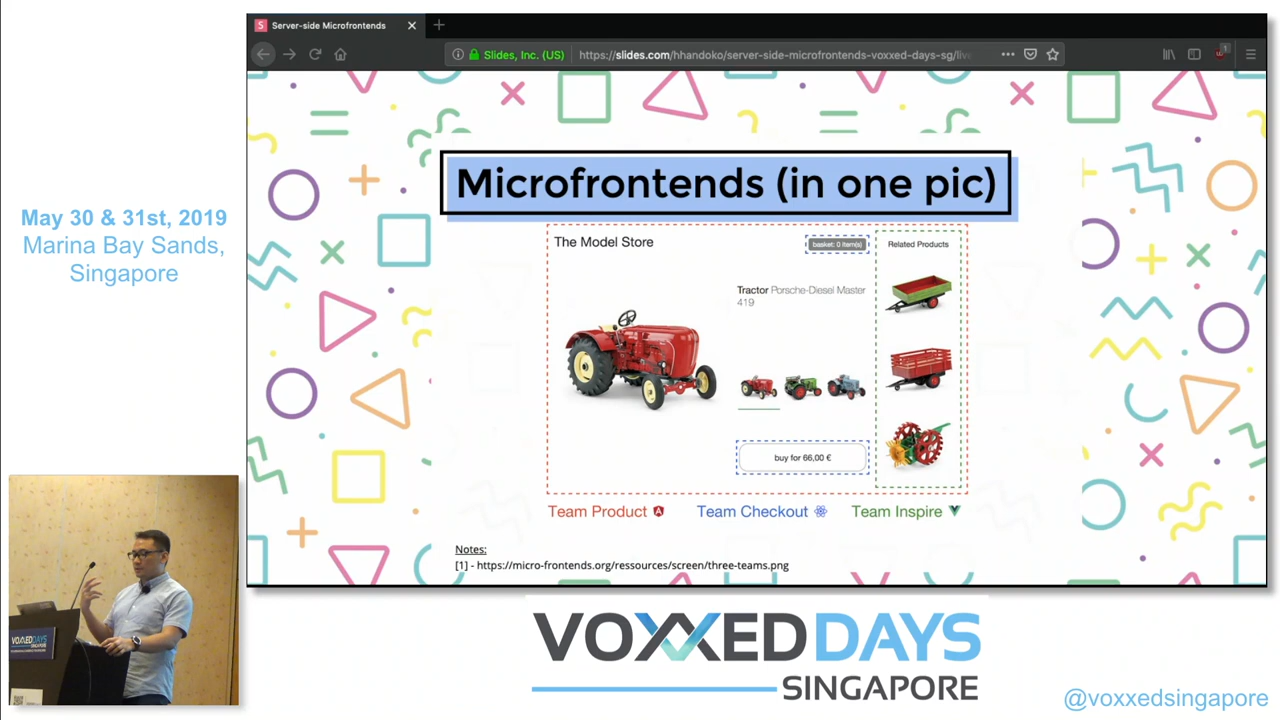 Server-side Microfrontends
Slides, Inc. (US)
https://slides.com/hhandoko/server-side-microfrontends-voxxed-days-sg/live
Microfrontends (in one pic)
The Model Store
basket: 0 item(s)
Related Products
Tractor Porsche-Diesel Master
419
buy for 66,00 €
Team Product
Team Checkout
Team Inspire
Notes:
[1] - https://micro-frontends.org/ressources/screen/three-teams.png
May 30 & 31st, 2019
Marina Bay Sands,
Singapore
VOXXED DAYS
SINGAPORE
VOXXEDDAYS
SINGAPORE
@voxxedsingapore